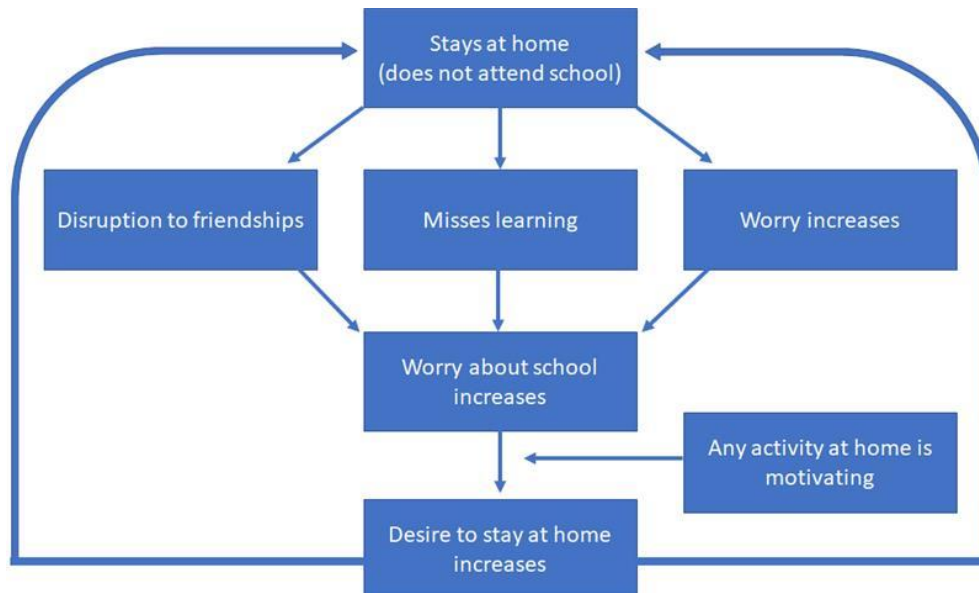 Stays at home
(does not attend school)
Disruption to friendships
Misses learning
Worry increases
Worry about school
increases
Any activity at home is
motivating
Desire to stay at home
increases